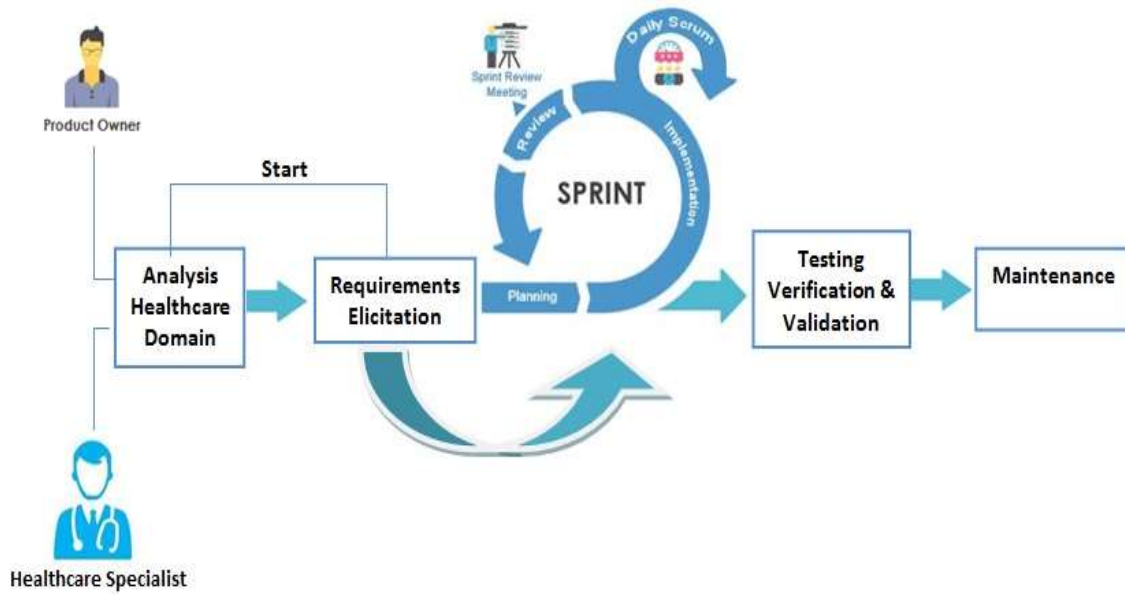 Product Owner
Start
Analysis
Healthcare
Domain
Requirements
Elicitation
Sprint Review
Meeting
Daily Scrum
Review
SPRINT
Implementation
Planning
Testing
Verification &
Validation
Maintenance
Healthcare Specialist